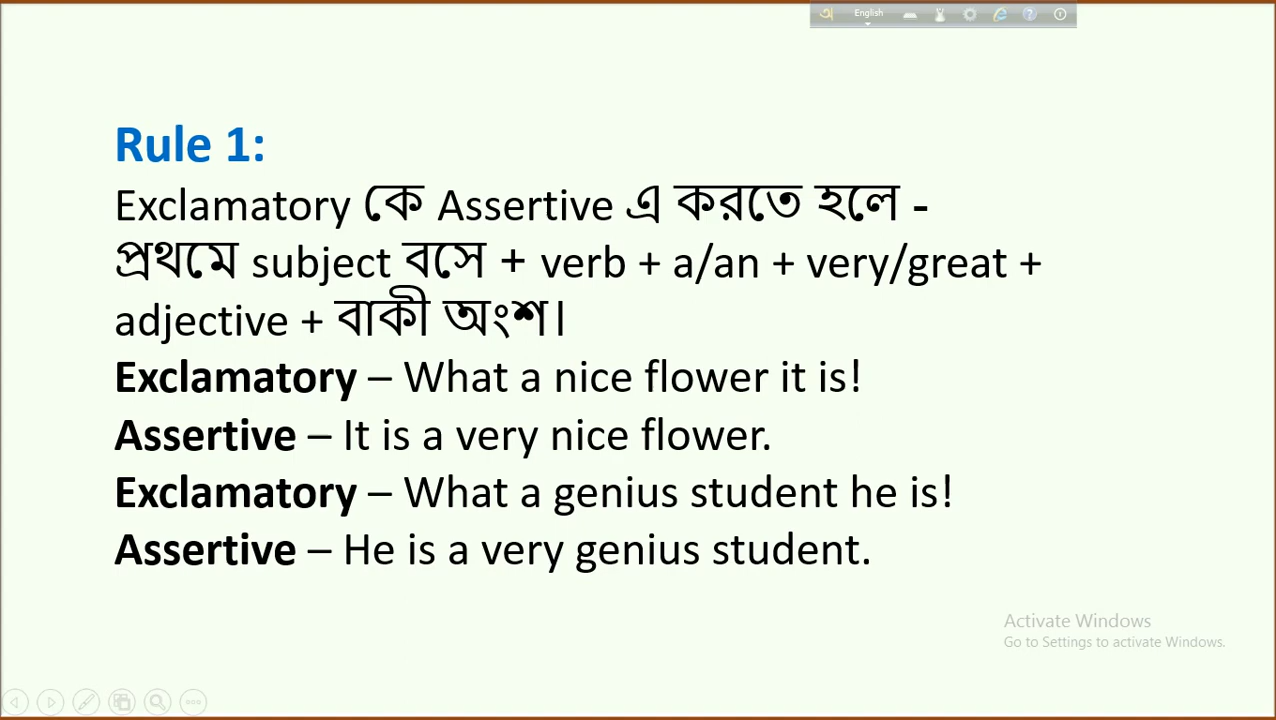 English
Rule 1:
Exclamatory কে Assertive এ করতে হলে -
প্রথমে subject বসে + verb + a/an + very/great +
adjective + বাকী অংশ।
Exclamatory – What a nice flower it is!
Assertive – It is a very nice flower.
Exclamatory – What a genius student he is!
Assertive – He is a very genius student.
Activate Windows
Go to Settings to activate Windows.